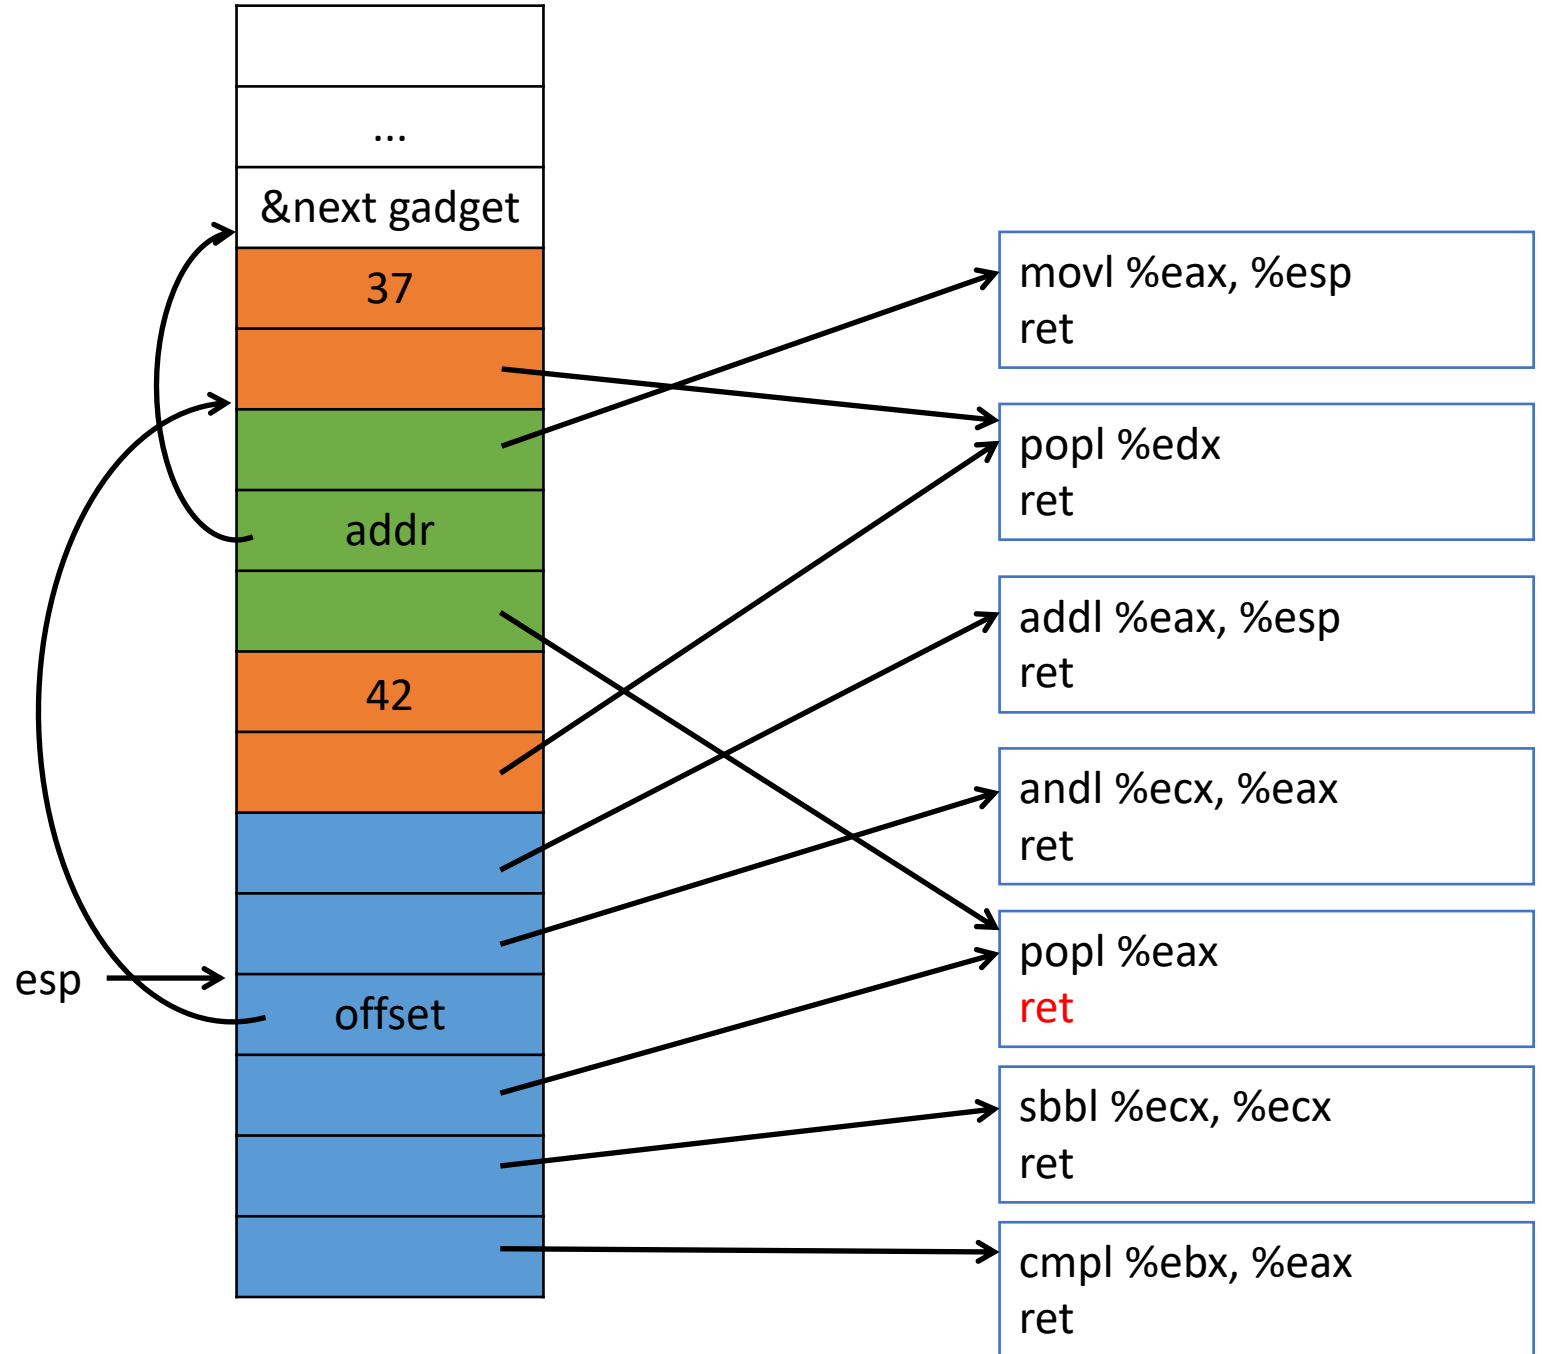 ...
&next gadget
37
addr
42
esp
offset
movl %eax, %esp
ret
popl %edx
ret
addl %eax, %esp
ret
andl %ecx, %eax
ret
popl %eax
ret
sbbl %ecx, %ecx
ret
cmpl %ebx, %eax
ret